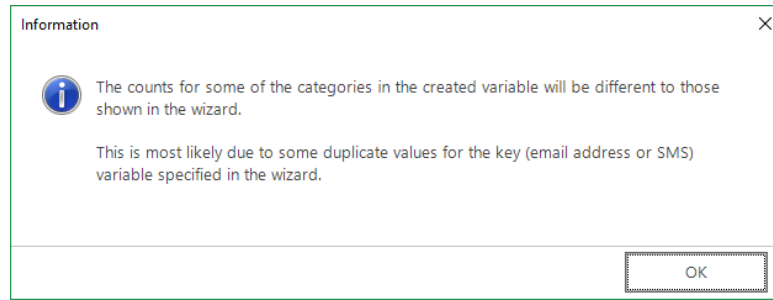 Information
The counts for some of the categories in the created variable will be different to those
shown in the wizard.
This is most likely due to some duplicate values for the key (email address or SMS)
variable specified in the wizard.
OK